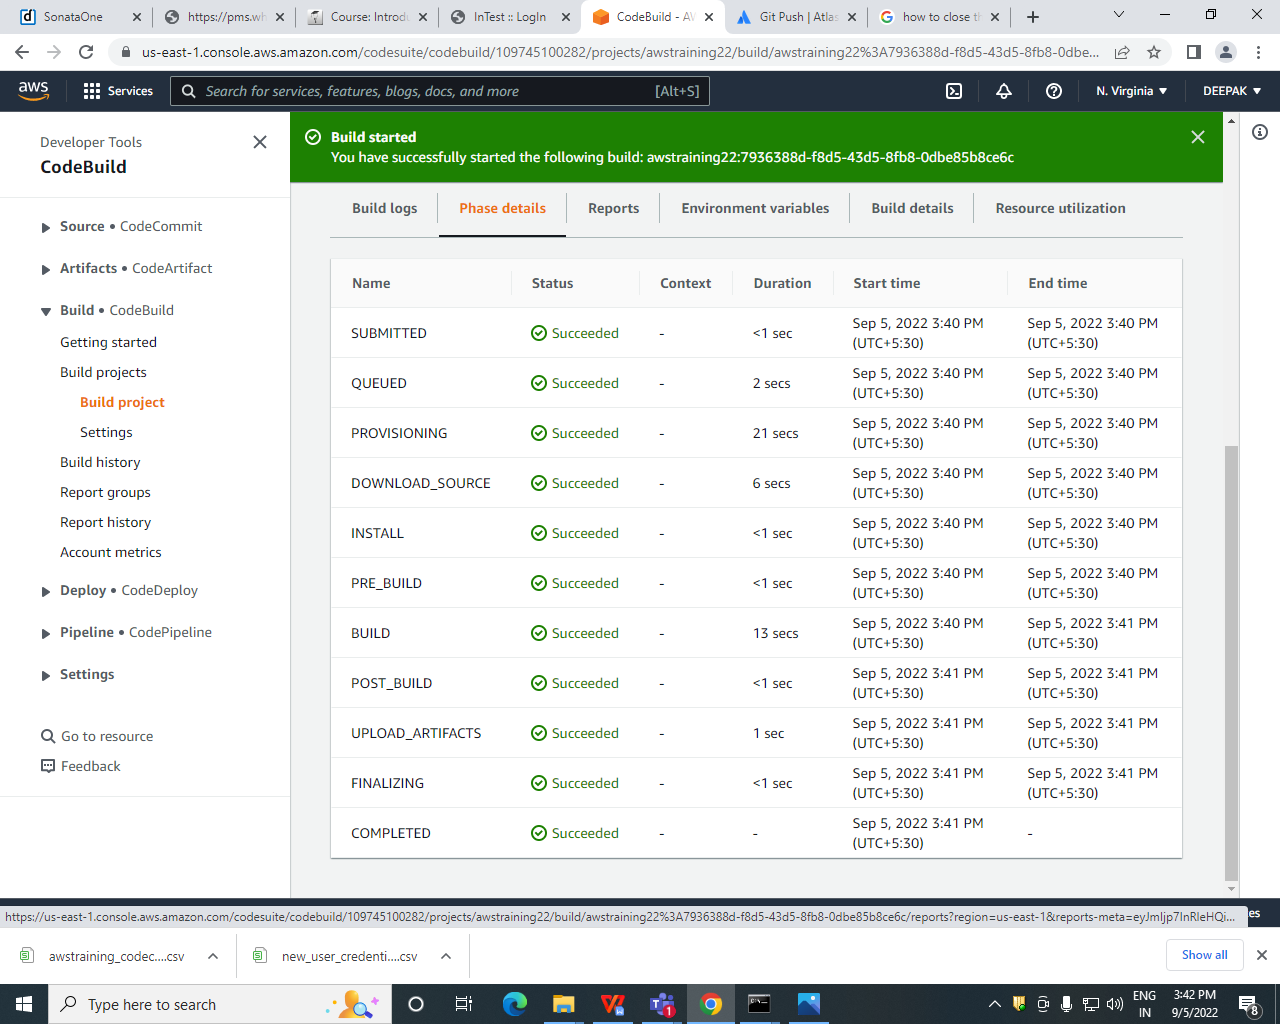 SonataOne
https://pms.wh
Course: Introdu
InTest :: LogIn
CodeBuild - AW
Git Push | Atlas
how to close th
us-east-1.console.aws.amazon.com/codesuite/codebuild/109745100282/projects/awstraining22/build/awstraining22%3A7936388d-f8d5-43d5-8fb8-0dbe...
aws
Services
Search for services, features, blogs, docs, and more
[Alt+S]
N. Virginia
DEEPAK
Developer Tools
CodeBuild
Source • CodeCommit
Artifacts • CodeArtifact
Build • CodeBuild
Getting started
Build projects
Build project
Settings
Build history
Report groups
Report history
Account metrics
Deploy • CodeDeploy
Pipeline • CodePipeline
Settings
Go to resource
Feedback
Build started
You have successfully started the following build: awstraining22:7936388d-f8d5-43d5-8fb8-0dbe85b8ce6c
Build logs
Phase details
Reports
Environment variables
Build details
Resource utilization
Name Status Context Duration Start time End time
SUBMITTED Succeeded - <1 sec Sep 5, 2022 3:40 PM (UTC+5:30) Sep 5, 2022 3:40 PM (UTC+5:30)
QUEUED Succeeded - 2 secs Sep 5, 2022 3:40 PM (UTC+5:30) Sep 5, 2022 3:40 PM (UTC+5:30)
PROVISIONING Succeeded - 21 secs Sep 5, 2022 3:40 PM (UTC+5:30) Sep 5, 2022 3:40 PM (UTC+5:30)
DOWNLOAD_SOURCE Succeeded - 6 secs Sep 5, 2022 3:40 PM (UTC+5:30) Sep 5, 2022 3:40 PM (UTC+5:30)
INSTALL Succeeded - <1 sec Sep 5, 2022 3:40 PM (UTC+5:30) Sep 5, 2022 3:40 PM (UTC+5:30)
PRE_BUILD Succeeded - <1 sec Sep 5, 2022 3:40 PM (UTC+5:30) Sep 5, 2022 3:40 PM (UTC+5:30)
BUILD Succeeded - 13 secs Sep 5, 2022 3:40 PM (UTC+5:30) Sep 5, 2022 3:41 PM (UTC+5:30)
POST_BUILD Succeeded - <1 sec Sep 5, 2022 3:41 PM (UTC+5:30) Sep 5, 2022 3:41 PM (UTC+5:30)
UPLOAD_ARTIFACTS Succeeded - 1 sec Sep 5, 2022 3:41 PM (UTC+5:30) Sep 5, 2022 3:41 PM (UTC+5:30)
FINALIZING Succeeded - <1 sec Sep 5, 2022 3:41 PM (UTC+5:30) Sep 5, 2022 3:41 PM (UTC+5:30)
COMPLETED Succeeded - - Sep 5, 2022 3:41 PM (UTC+5:30) -
https://us-east-1.console.aws.amazon.com/codesuite/codebuild/109745100282/projects/awstraining22/build/awstraining22%3A7936388d-f8d5-43d5-8fb8-0dbe85b8ce6c/reports?region=us-east-1&reports-meta=eyJmIjp7InRleHQi...
es
awstraining_codec....csv
new_user_credenti....csv
Show all
Type here to search
1
ENG
IN
3:42 PM
9/5/2022
8